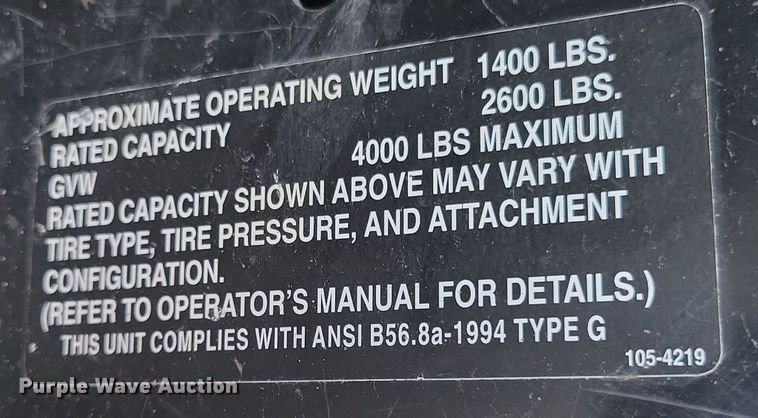 APPROXIMATE OPERATING WEIGHT 1400 LBS.
RATED CAPACITY 2600 LBS.
GVW 4000 LBS MAXIMUM
RATED CAPACITY SHOWN ABOVE MAY VARY WITH
TIRE TYPE, TIRE PRESSURE, AND ATTACHMENT
CONFIGURATION.
(REFER TO OPERATOR'S MANUAL FOR DETAILS.)
THIS UNIT COMPLIES WITH ANSI B56.8a-1994 TYPE G
105-4219
Purple Wave Auction